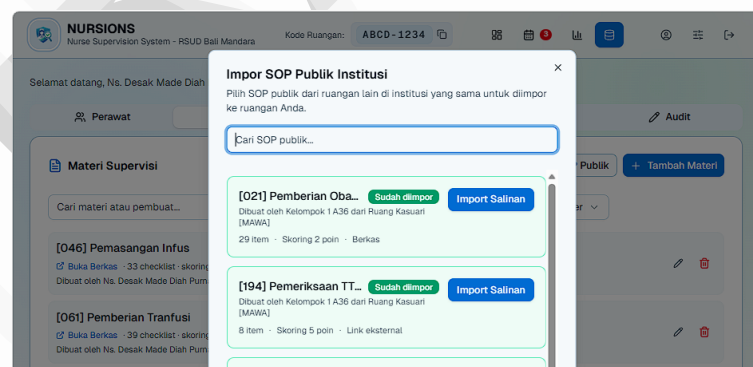 NURSIONS
Nurse Supervision System - RSUD Bali Mandara
Kode Ruangan: ABCD-1234
3
Selamat datang, Ns. Desak Made Diah
Impor SOP Publik Institusi
Pilih SOP publik dari ruangan lain di institusi yang sama untuk diimpor
ke ruangan Anda.
Perawat
Audit
Cari SOP publik...
Materi Supervisi
Publik
+ Tambah Materi
Cari materi atau pembuat...
er
[021] Pemberian Oba...
Sudah diimpor
Import Salinan
Dibuat oleh Kelompok 1 A36 dari Ruang Kasuari
[MAWA]
29 item · Skoring 2 poin · Berkas
[046] Pemasangan Infus
Buka Berkas · 33 checklist · skoring
Dibuat oleh Ns. Desak Made Diah Purn
[194] Pemeriksaan TT...
Sudah diimpor
Import Salinan
Dibuat oleh Kelompok 1 A36 dari Ruang Kasuari
[MAWA]
8 item · Skoring 5 poin · Link eksternal
[061] Pemberian Tranfusi
Buka Berkas · 39 checklist · skoring
Dibuat oleh Ns. Desak Made Diah Purn